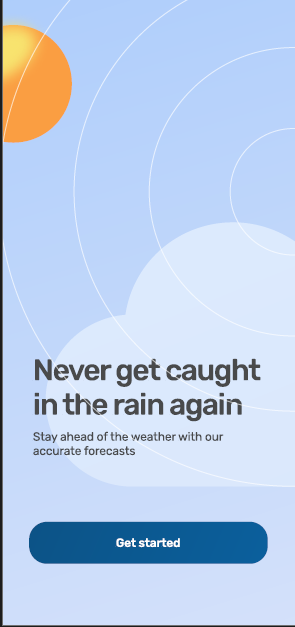 Never get caught
in the rain again
Stay ahead of the weather with our
accurate forecasts
Get started